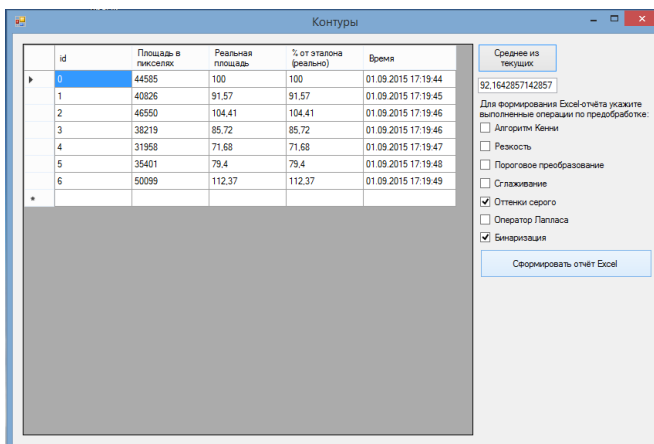 Контуры
id Площадь в пикселях Реальная площадь % от эталона (реально) Время
0 44585 100 100 01.09.2015 17:19:44
1 40826 91,57 91,57 01.09.2015 17:19:45
2 46550 104,41 104,41 01.09.2015 17:19:46
3 38219 85,72 85,72 01.09.2015 17:19:46
4 31958 71,68 71,68 01.09.2015 17:19:47
5 35401 79,4 79,4 01.09.2015 17:19:48
6 50099 112,37 112,37 01.09.2015 17:19:49
Среднее из
текущих
92,1642857142857
Для формирования Excel-отчёта укажите
выполненные операции по предобработке:
Алгоритм Кенни
Резкость
Пороговое преобразование
Сглаживание
Оттенки серого
Оператор Лапласа
Бинаризация
Сформировать отчёт Excel